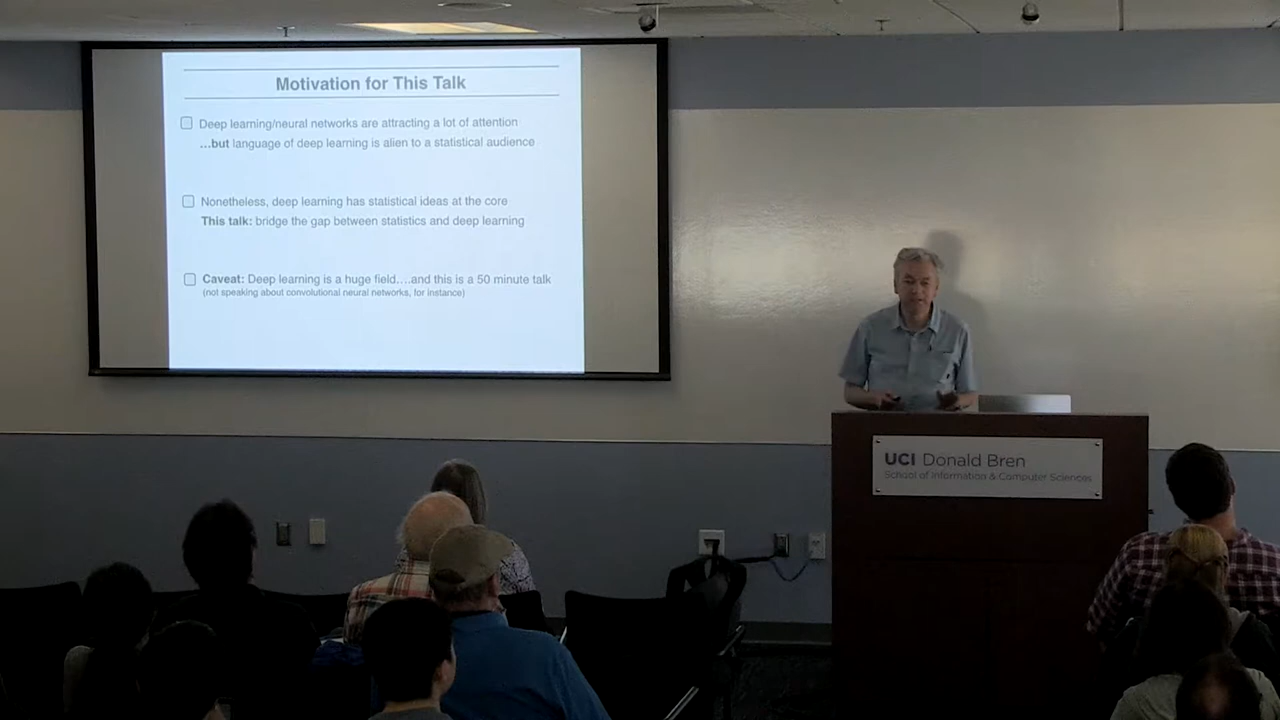 Motivation for This Talk
Deep learning/neural networks are attracting a lot of attention
...but language of deep learning is alien to a statistical audience
Nonetheless, deep learning has statistical ideas at the core
This talk: bridge the gap between statistics and deep learning
Caveat: Deep learning is a huge field....and this is a 50 minute talk
(not speaking about convolutional neural networks, for instance)
UCI Donald Bren
School of Information & Computer Sciences